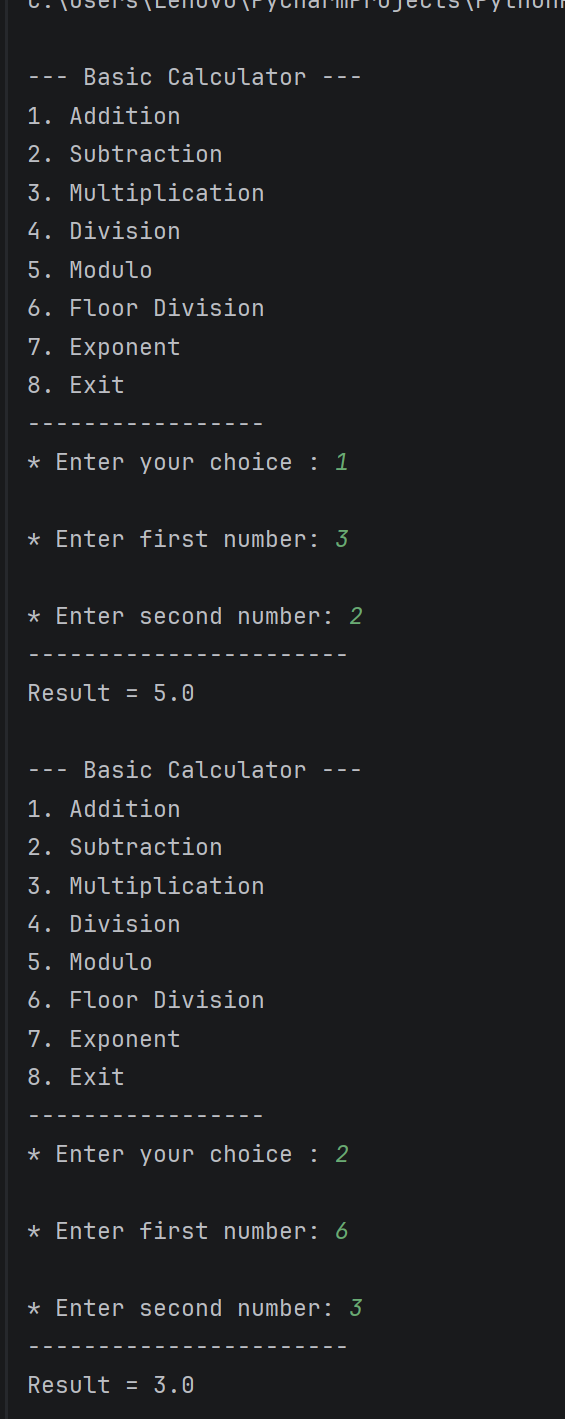 --- Basic Calculator ---
1. Addition
2. Subtraction
3. Multiplication
4. Division
5. Modulo
6. Floor Division
7. Exponent
8. Exit
-----------------
* Enter your choice : 1
* Enter first number: 3
* Enter second number: 2
-----------------------
Result = 5.0
--- Basic Calculator ---
1. Addition
2. Subtraction
3. Multiplication
4. Division
5. Modulo
6. Floor Division
7. Exponent
8. Exit
-----------------
* Enter your choice : 2
* Enter first number: 6
* Enter second number: 3
-----------------------
Result = 3.0